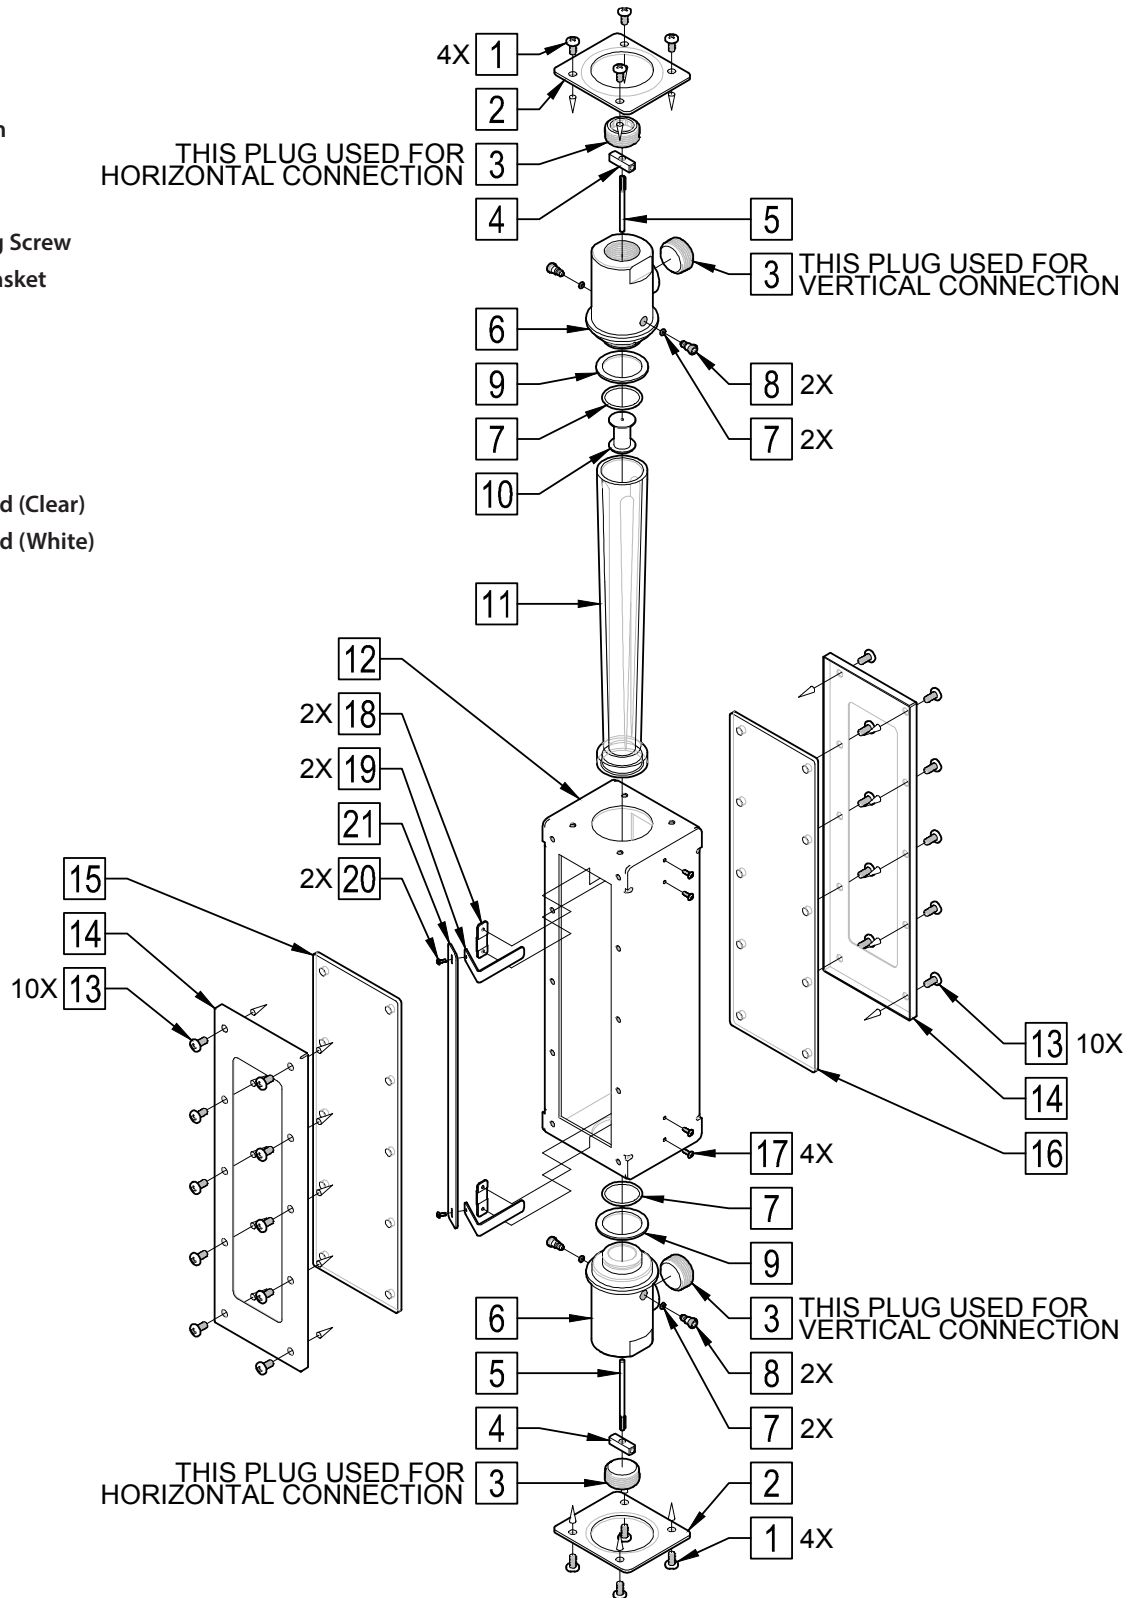 4X 1
2
n
THIS PLUG USED FOR
HORIZONTAL CONNECTION
3
4
5
g Screw
3
THIS PLUG USED FOR
VERTICAL CONNECTION
asket
6
9
8 2X
7
7 2X
10
d (Clear)
d (White)
11
12
2X 18
2X 19
21
2X 20
15
14
10X 13
13 10X
14
16
17 4X
7
9
6
3
THIS PLUG USED FOR
VERTICAL CONNECTION
5
8 2X
4
7 2X
THIS PLUG USED FOR
HORIZONTAL CONNECTION
3
2
1 4X